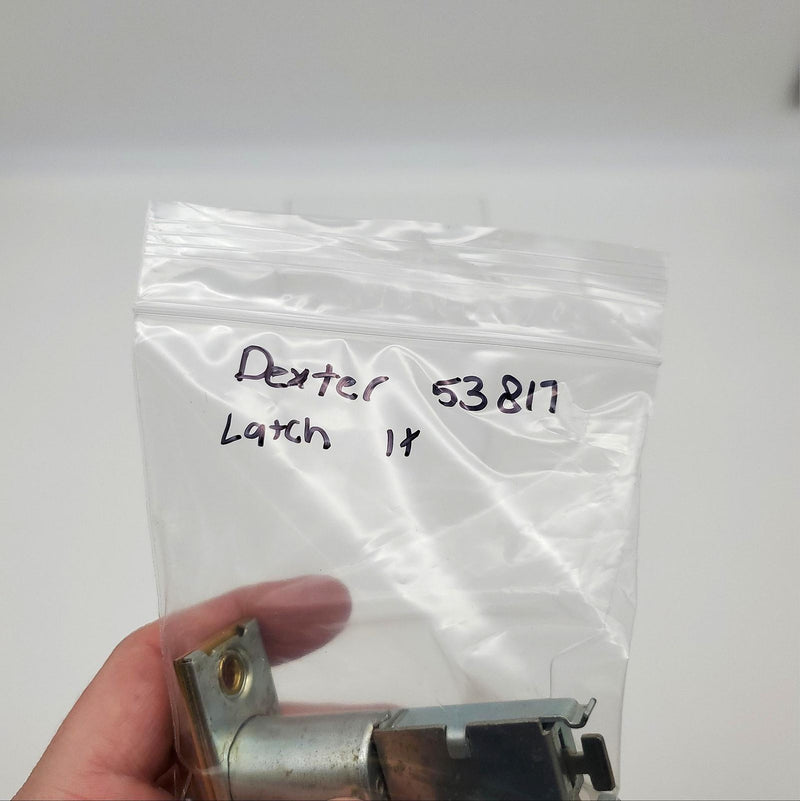 Dexter 53817
Latch 1x